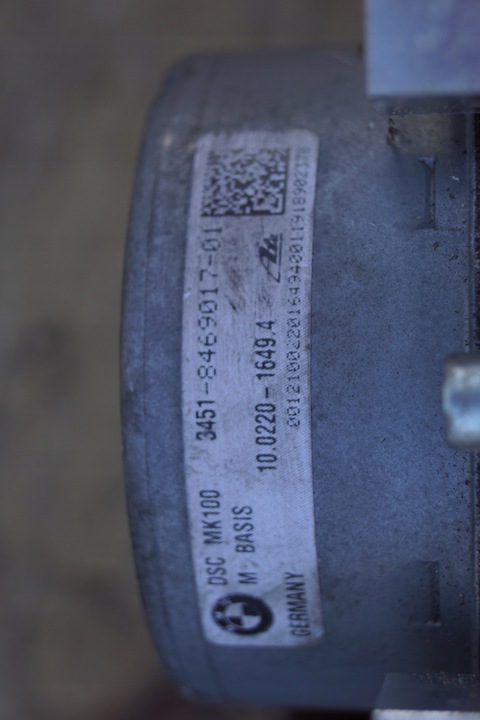 DSC MK100 3451-8469017-01
M BASIS
10.0220-1649.4
GERMANY